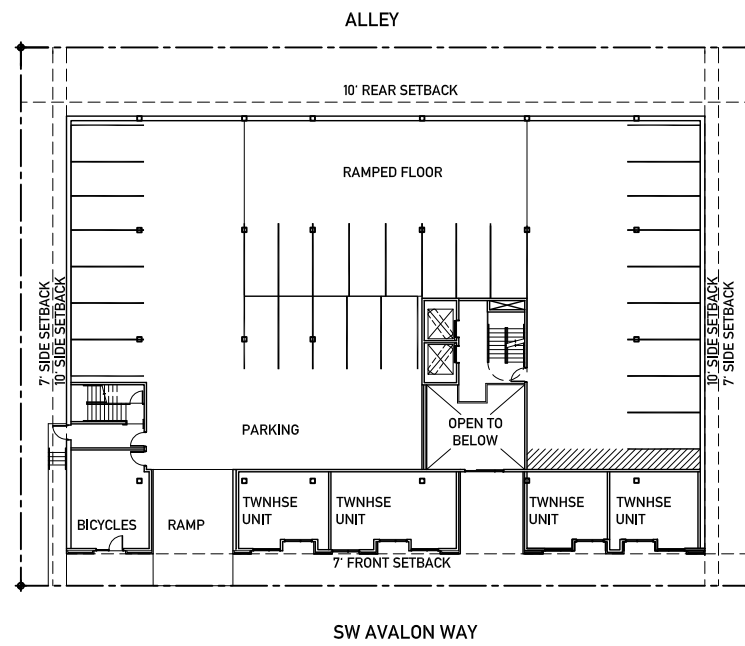 ALLEY
10' REAR SETBACK
RAMPED FLOOR
7' SIDE SETBACK
10' SIDE SETBACK
10' SIDE SETBACK
7' SIDE SETBACK
PARKING
OPEN TO
BELOW
BICYCLES
RAMP
TWNHSE
UNIT
TWNHSE
UNIT
TWNHSE
UNIT
TWNHSE
UNIT
7' FRONT SETBACK
SW AVALON WAY